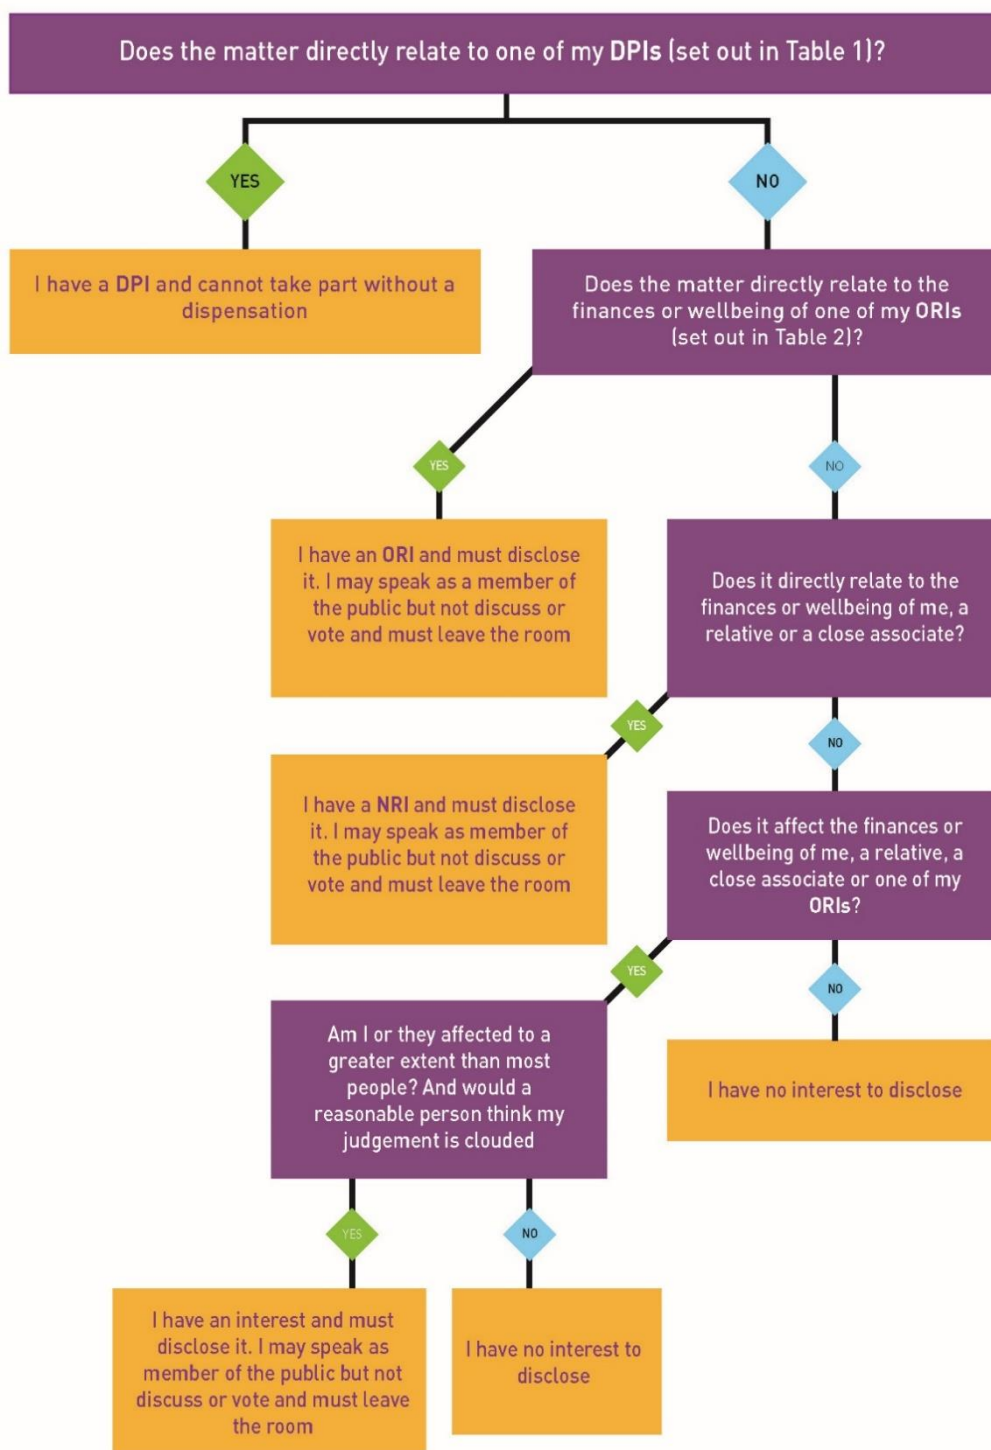 Does the matter directly relate to one of my DPIs (set out in Table 1)?
YES
NO
I have a DPI and cannot take part without a
dispensation
Does the matter directly relate to the
finances or wellbeing of one of my ORIs
(set out in Table 2)?
YES
NO
I have an ORI and must disclose
it. I may speak as a member of
the public but not discuss or
vote and must leave the room
Does it directly relate to the
finances or wellbeing of me, a
relative or a close associate?
YES
NO
I have a NRI and must disclose
it. I may speak as member of
the public but not discuss or
vote and must leave the room
Does it affect the finances or
wellbeing of me, a relative, a
close associate or one of my
ORIs?
YES
NO
Am I or they affected to a
greater extent than most
people? And would a
reasonable person think my
judgement is clouded
I have no interest to disclose
YES
NO
I have an interest and must
disclose it. I may speak as
member of the public but not
discuss or vote and must leave
the room
I have no interest to
disclose